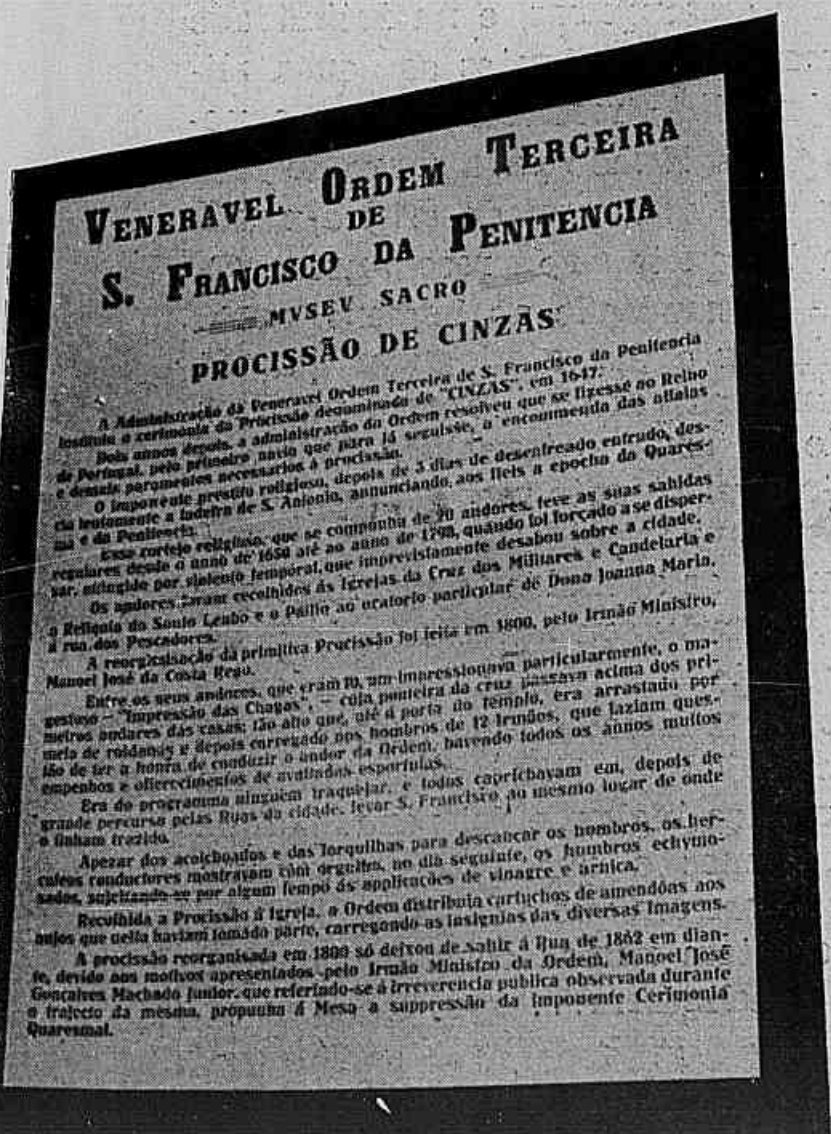 VENERAVEL ORDEM TERCEIRA
DE
S. FRANCISCO DA PENITENCIA
MVSEV SACRO
PROCISSÃO DE CINZAS
A Administração da Veneravel Ordem Terceira de S. Francisco da Penitencia
instituiu a cerimonia da Procissão denominada de "CINZAS", em 1647.
Dois annos depois, a administração da Ordem resolveu que se fizesse ao Reino
de Portugal, pelo primeiro navio que para lá seguisse, a encommenda das alfaias
e demais paramentos necessarios á procissão.
O imponente prestito religioso, depois de 3 dias de desenfreado entrudo, des-
cia lentamente a ladeira de S. Antonio, annunciando, aos fieis a epocha da Quares-
ma e da Penitencia.
Esse cortejo religioso, que se compunha de 20 andores, teve as suas sahidas
regulares desde o anno de 1650 até ao anno de 1798, quando foi forçado a se disper-
sar, attingido por violento temporal, que imprevistamente desabou sobre a cidade.
Os andores foram recolhidos ás Igrejas da Cruz dos Militares e Candelaria e
a Reliquia do Santo Lenho e o Pallio ao oratorio particular de Dona Joanna Maria,
á rua dos Pescadores.
A reorganisação da primitiva Procissão foi feita em 1800, pelo Irmão Ministro,
Manoel José da Costa Rego.
Entre os seus andores, que eram 10, um impressionava particularmente, o ma-
gestoso - "Impressão das Chagas", - cuja ponteira da cruz passava acima dos pri-
meiros andares das casas; tão alto que, até á porta do templo, era arrastado por
meio de roldanas e depois carregado nos hombros de 12 Irmãos, que faziam ques-
tão de ter a honra de conduzir o andor da Ordem, havendo todos os annos muitos
empenhos e offerecimentos de avultadas esportulas.
Era do programma ninguem fraquejar, e todos caprichavam em, depois de
grande percurso pelas Ruas da cidade, levar S. Francisco ao mesmo logar de onde
o tinham trazido.
Apezar dos acolchoados e das forquilhas para descançar os hombros, os her-
culeos conductores mostravam com orgulho, no dia seguinte, os hombros echymo-
sados, sujeitando-se por algum tempo ás applicações de vinagre e arnica.
Recolhida a Procissão á Igreja, a Ordem distribuia cartuchos de amendôas aos
anjos que nella haviam tomado parte, carregando as insignias das diversas Imagens.
A procissão reorganisada em 1800 só deixou de sahir á Rua de 1862 em dian-
te, devido aos motivos apresentados pelo Irmão Ministro da Ordem, Manoel José
Gonçalves Machado Junior, que referindo-se á irreverencia publica observada durante
o trajecto da mesma, propunha á Mesa a suppressão da Imponente Cerimonia
Quaresmal.